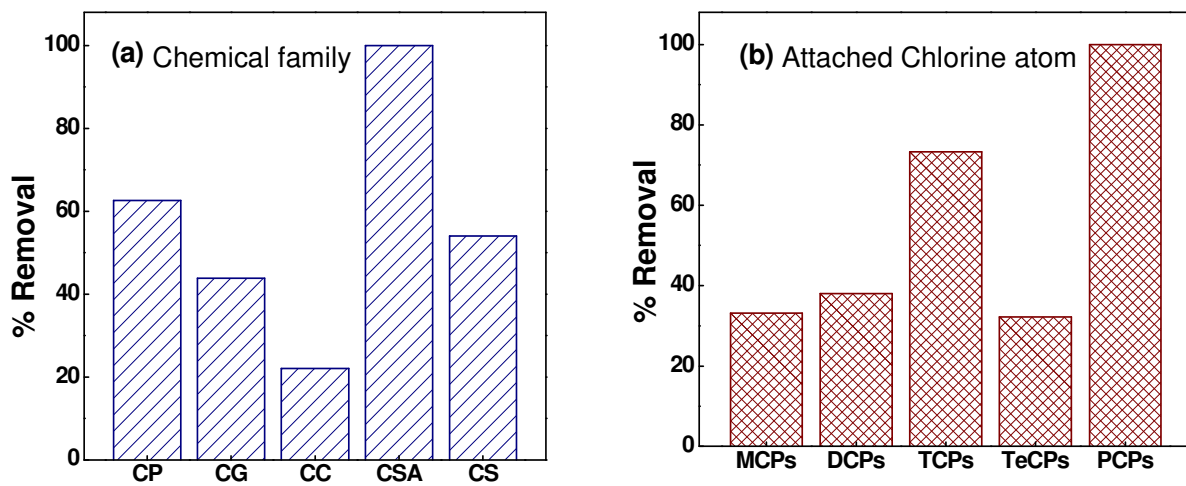 (a) Chemical family
% Removal
100
80
60
40
20
0
CP CG CC CSA CS
(b) Attached Chlorine atom
% Removal
100
80
60
40
20
0
MCPs DCPs TCPs TeCPs PCPs